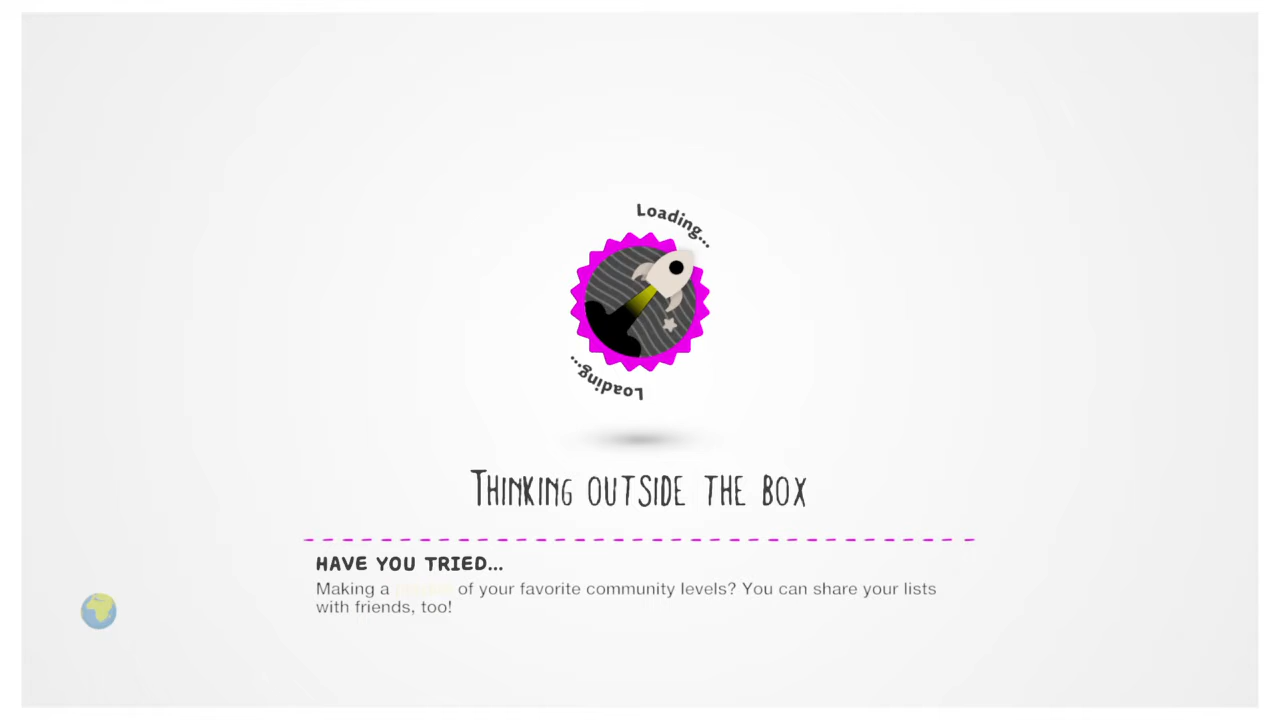 Loading...
Loading...
THINKING OUTSIDE THE BOX
HAVE YOU TRIED...
Making a of your favorite community levels? You can share your lists
with friends, too!